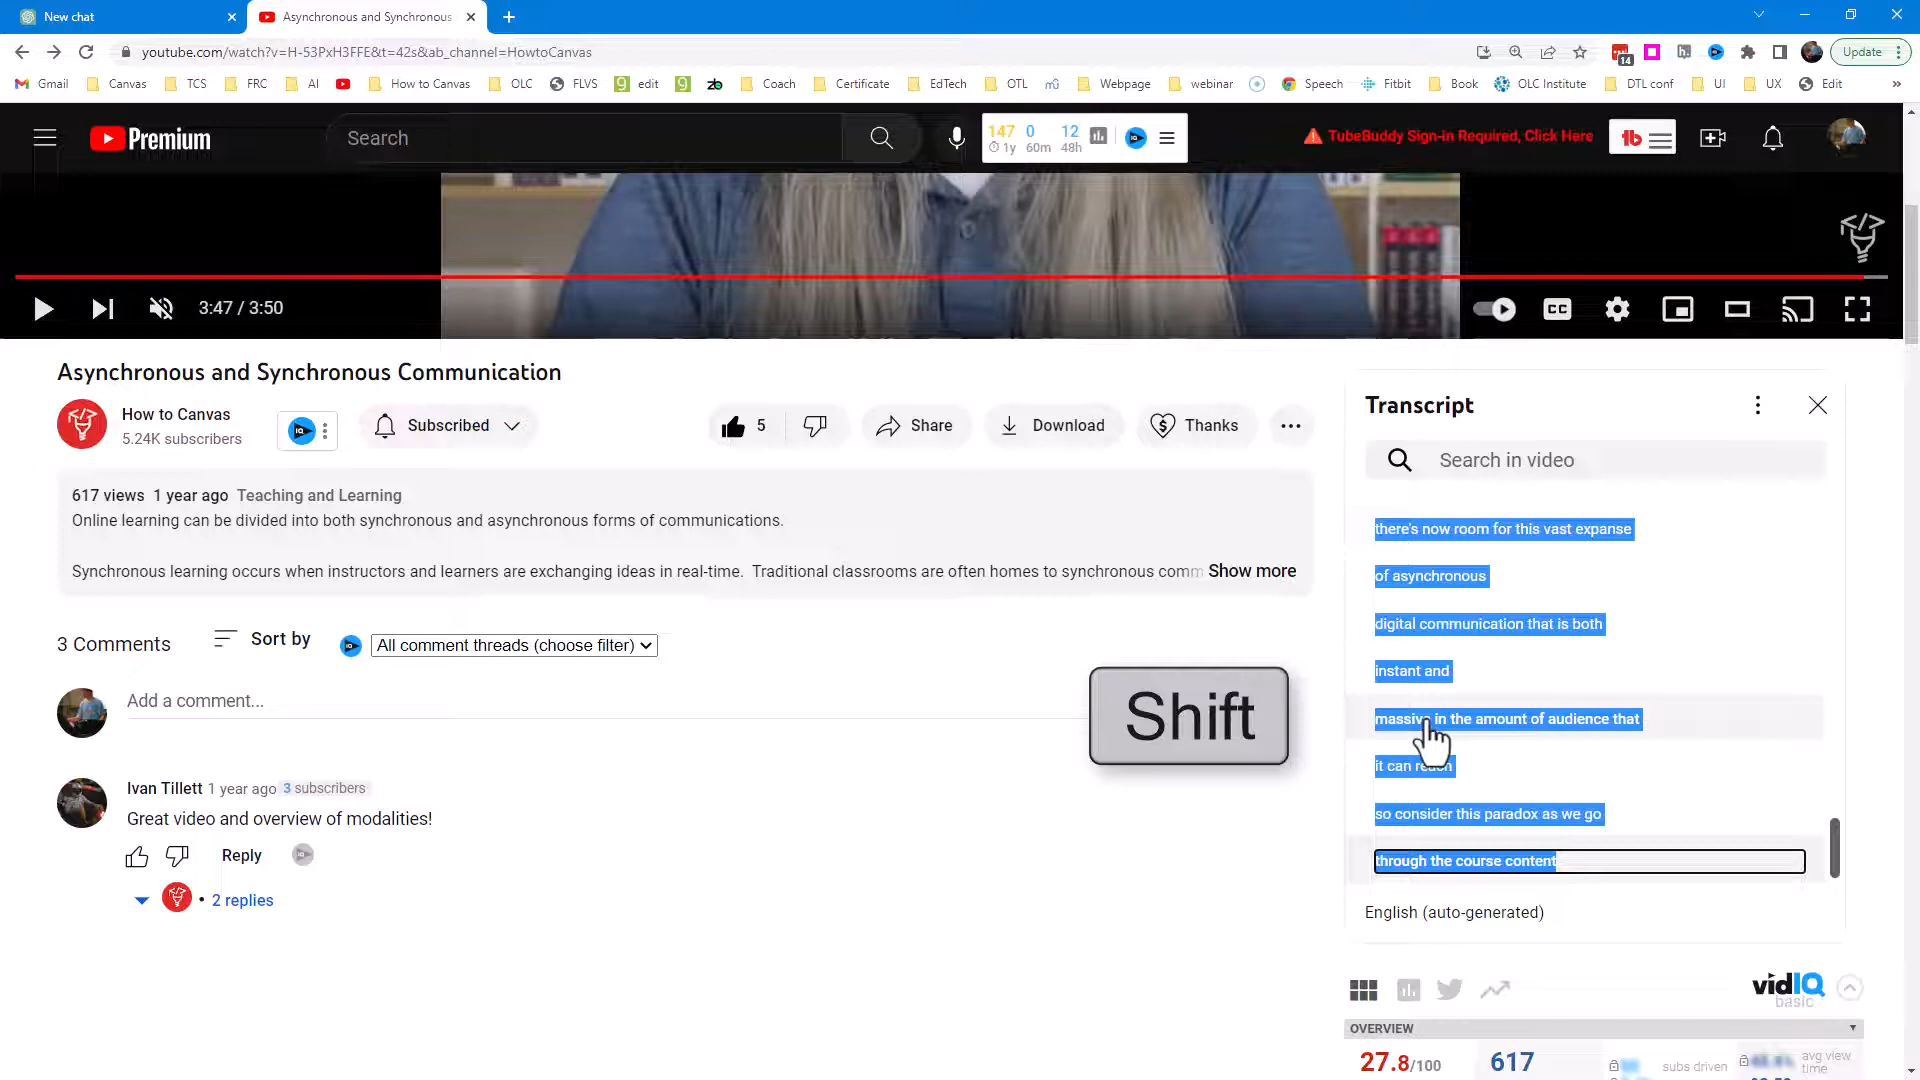 New chat
Asynchronous and Synchronous
youtube.com/watch?v=H-53PxH3FFE&t=42s&ab_channel=HowtoCanvas
14
Update
Gmail Canvas TCS FRC AI How to Canvas OLC FLVS edit Coach Certificate EdTech OTL Webpage webinar Speech Fitbit Book OLC Institute DTL conf UI UX Edit
Premium
Search
147 0 12
1y 60m 48h
TubeBuddy Sign-in Required, Click Here
tb
3:47 / 3:50
CC
Asynchronous and Synchronous Communication
How to Canvas
5.24K subscribers
IQ
Subscribed
5
Share
Download
Thanks
617 views 1 year ago Teaching and Learning
Online learning can be divided into both synchronous and asynchronous forms of communications.
Synchronous learning occurs when instructors and learners are exchanging ideas in real-time. Traditional classrooms are often homes to synchronous comm Show more
3 Comments
Sort by
All comment threads (choose filter)
Add a comment...
Shift
Ivan Tillett 1 year ago 3 subscribers
Great video and overview of modalities!
Reply
• 2 replies
Transcript
Search in video
there's now room for this vast expanse
of asynchronous
digital communication that is both
instant and
massive in the amount of audience that
it can reach
so consider this paradox as we go
through the course content
English (auto-generated)
vidIQ
basic
OVERVIEW
27.8/100
617
subs driven
avg view
time